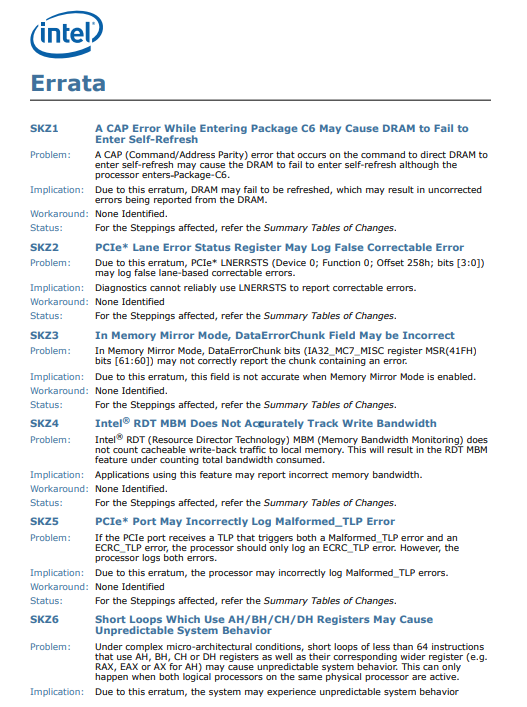 intel
Errata
SKZ1 A CAP Error While Entering Package C6 May Cause DRAM to Fail to
Enter Self-Refresh
Problem: A CAP (Command/Address Parity) error that occurs on the command to direct DRAM to
enter self-refresh may cause the DRAM to fail to enter self-refresh although the
processor enters-Package-C6.
Implication: Due to this erratum, DRAM may fail to be refreshed, which may result in uncorrected
errors being reported from the DRAM.
Workaround: None Identified.
Status: For the Steppings affected, refer the Summary Tables of Changes.
SKZ2 PCIe* Lane Error Status Register May Log False Correctable Error
Problem: Due to this erratum, PCIe* LNERRSTS (Device 0; Function 0; Offset 258h; bits [3:0])
may log false lane-based correctable errors.
Implication: Diagnostics cannot reliably use LNERRSTS to report correctable errors.
Workaround: None Identified
Status: For the Steppings affected, refer the Summary Tables of Changes.
SKZ3 In Memory Mirror Mode, DataErrorChunk Field May be Incorrect
Problem: In Memory Mirror Mode, DataErrorChunk bits (IA32_MC7_MISC register MSR(41FH)
bits [61:60]) may not correctly report the chunk containing an error.
Implication: Due to this erratum, this field is not accurate when Memory Mirror Mode is enabled.
Workaround: None Identified.
Status: For the Steppings affected, refer the Summary Tables of Changes.
SKZ4 Intel® RDT MBM Does Not Accurately Track Write Bandwidth
Problem: Intel® RDT (Resource Director Technology) MBM (Memory Bandwidth Monitoring) does
not count cacheable write-back traffic to local memory. This will result in the RDT MBM
feature under counting total bandwidth consumed.
Implication: Applications using this feature may report incorrect memory bandwidth.
Workaround: None Identified.
Status: For the Steppings affected, refer the Summary Tables of Changes.
SKZ5 PCIe* Port May Incorrectly Log Malformed_TLP Error
Problem: If the PCIe port receives a TLP that triggers both a Malformed_TLP error and an
ECRC_TLP error, the processor should only log an ECRC_TLP error. However, the
processor logs both errors.
Implication: Due to this erratum, the processor may incorrectly log Malformed_TLP errors.
Workaround: None Identified
Status: For the Steppings affected, refer the Summary Tables of Changes.
SKZ6 Short Loops Which Use AH/BH/CH/DH Registers May Cause
Unpredictable System Behavior
Problem: Under complex micro-architectural conditions, short loops of less than 64 instructions
that use AH, BH, CH or DH registers as well as their corresponding wider register (e.g.
RAX, EAX or AX for AH) may cause unpredictable system behavior. This can only
happen when both logical processors on the same physical processor are active.
Implication: Due to this erratum, the system may experience unpredictable system behavior